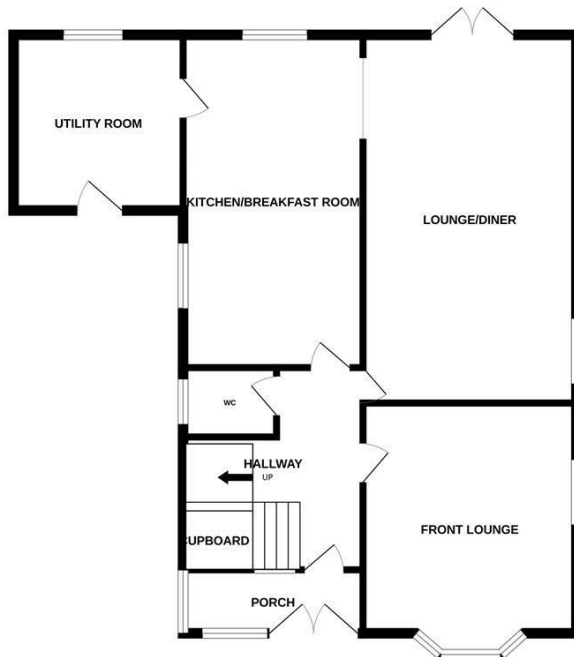 UTILITY ROOM
KITCHEN/BREAKFAST ROOM
LOUNGE/DINER
WC
HALLWAY
UP
CUPBOARD
FRONT LOUNGE
PORCH